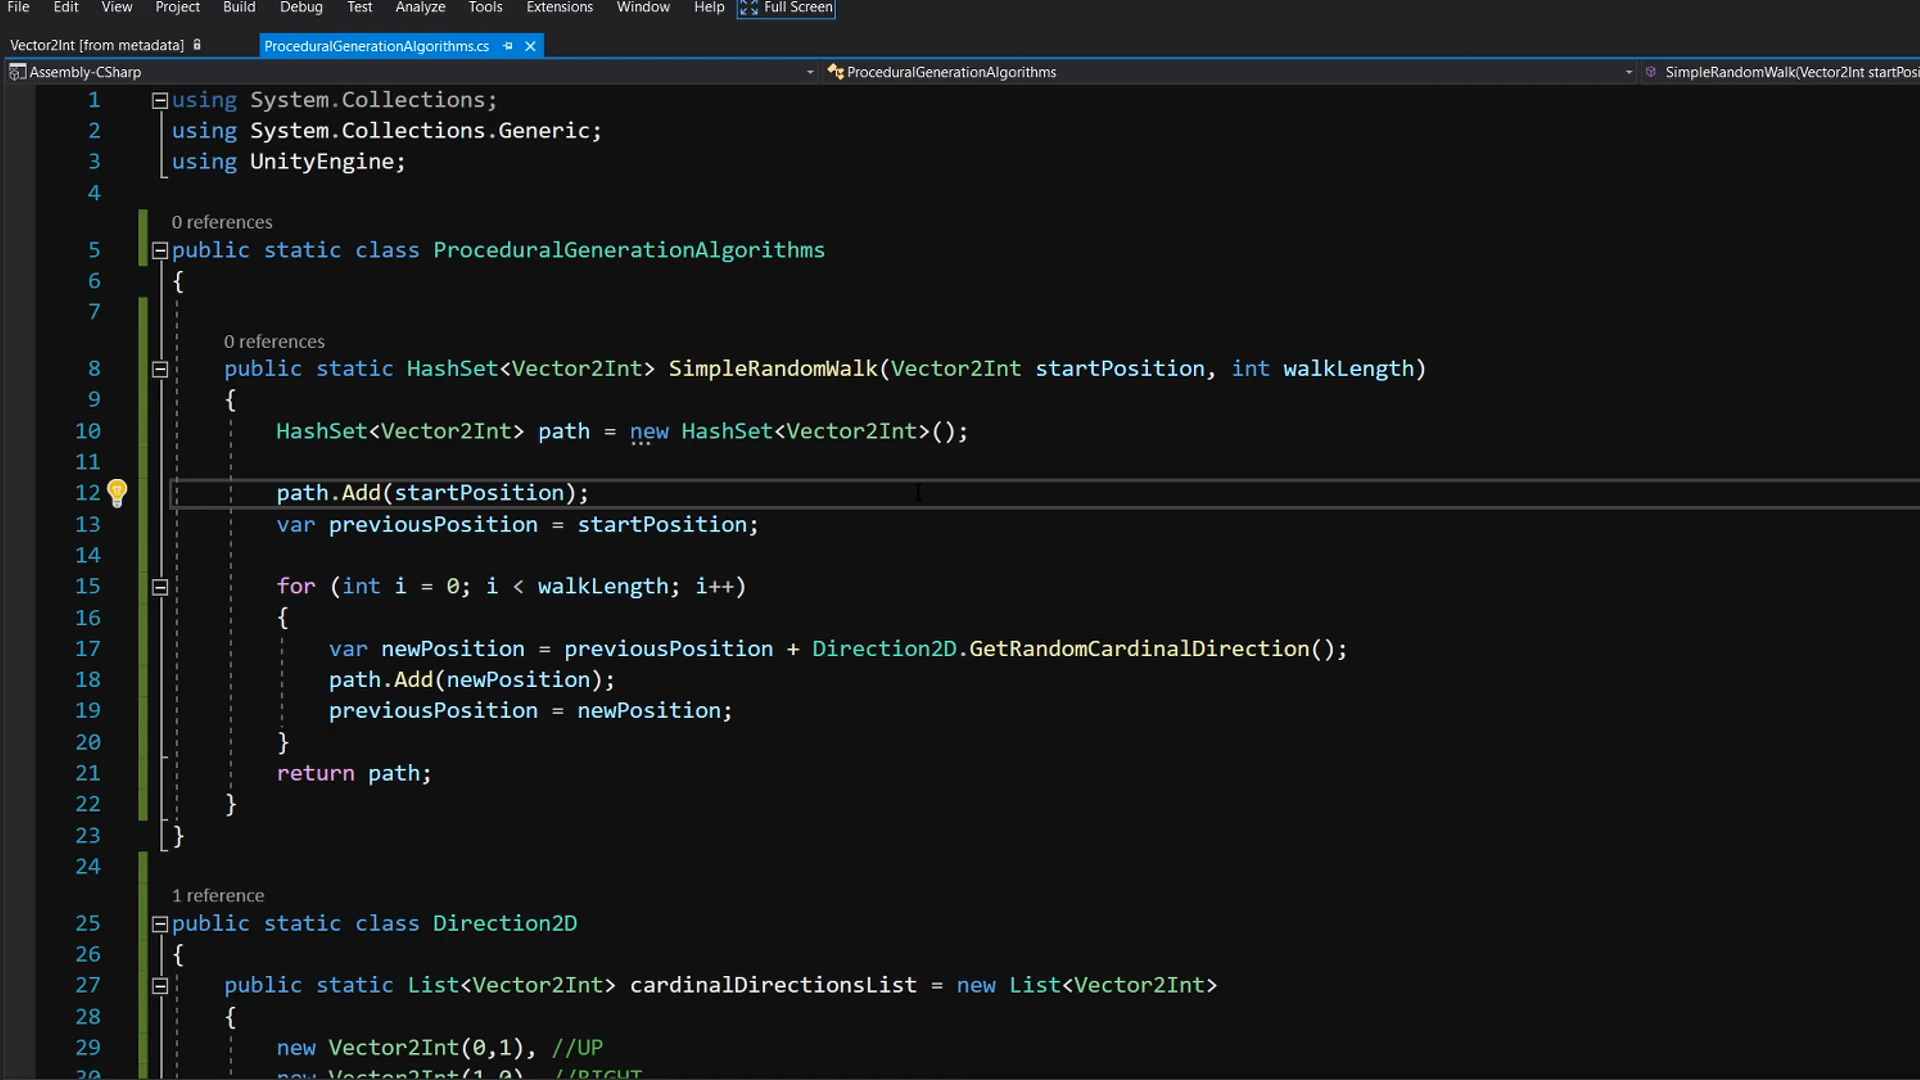 File Edit View Project Build Debug Test Analyze Tools Extensions Window Help Full Screen
Vector2Int [from metadata] ProceduralGenerationAlgorithms.cs
Assembly-CSharp ProceduralGenerationAlgorithms SimpleRandomWalk(Vector2Int startPosi
1 using System.Collections;
2 using System.Collections.Generic;
3 using UnityEngine;
4
0 references
5 public static class ProceduralGenerationAlgorithms
6 {
7
0 references
8 public static HashSet<Vector2Int> SimpleRandomWalk(Vector2Int startPosition, int walkLength)
9 {
10 HashSet<Vector2Int> path = new HashSet<Vector2Int>();
11
12 path.Add(startPosition);
13 var previousPosition = startPosition;
14
15 for (int i = 0; i < walkLength; i++)
16 {
17 var newPosition = previousPosition + Direction2D.GetRandomCardinalDirection();
18 path.Add(newPosition);
19 previousPosition = newPosition;
20 }
21 return path;
22 }
23 }
24
1 reference
25 public static class Direction2D
26 {
27 public static List<Vector2Int> cardinalDirectionsList = new List<Vector2Int>
28 {
29 new Vector2Int(0,1), //UP
30 new Vector2Int(1,0), //RIGHT